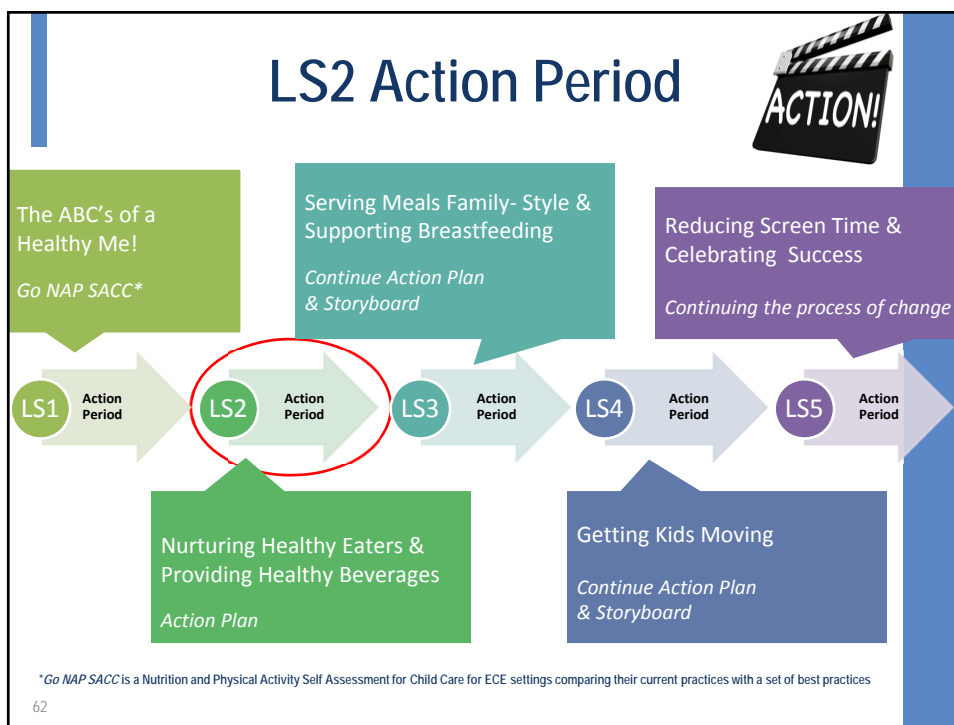 LS2 Action Period
ACTION!
The ABC's of a
Healthy Me!
Go NAP SACC*
Serving Meals Family- Style &
Supporting Breastfeeding
Continue Action Plan
& Storyboard
Reducing Screen Time &
Celebrating Success
Continuing the process of change
LS1
Action
Period
LS2
Action
Period
LS3
Action
Period
LS4
Action
Period
LS5
Action
Period
Nurturing Healthy Eaters &
Providing Healthy Beverages
Action Plan
Getting Kids Moving
Continue Action Plan
& Storyboard
*Go NAP SACC is a Nutrition and Physical Activity Self Assessment for Child Care for ECE settings comparing their current practices with a set of best practices
62